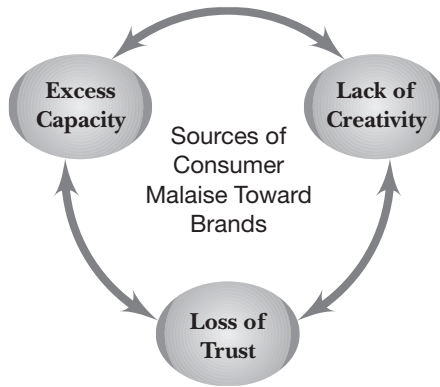 Excess
Capacity
Lack of
Creativity
Sources of
Consumer
Malaise Toward
Brands
Loss of
Trust